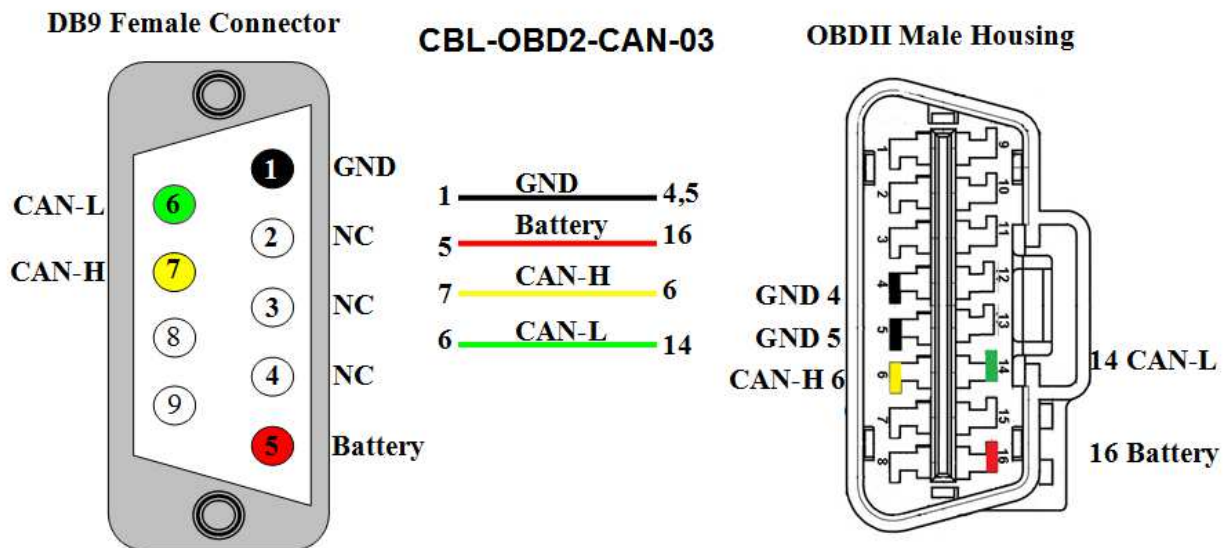 DB9 Female Connector
CBL-OBD2-CAN-03
OBDII Male Housing
1 GND
CAN-L 6
2 NC
CAN-H 7
3 NC
8
4 NC
9
5 Battery
1 GND 4,5
5 Battery 16
7 CAN-H 6
6 CAN-L 14
1
2
3
GND 4 4
GND 5 5
CAN-H 6 6
7
8
9
10
11
12
13
14 14 CAN-L
15
16 16 Battery